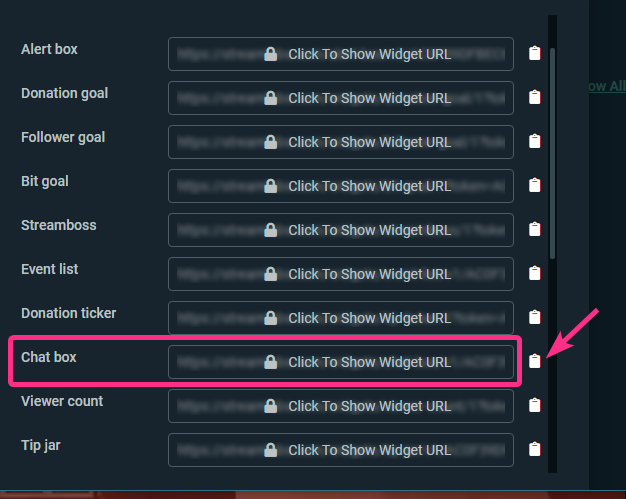 Alert box
Click To Show Widget URL
ow All
Donation goal
Click To Show Widget URL
Follower goal
Click To Show Widget URL
Bit goal
Click To Show Widget URL
Streamboss
Click To Show Widget URL
Event list
Click To Show Widget URL
Donation ticker
Click To Show Widget URL
Chat box
Click To Show Widget URL
Viewer count
Click To Show Widget URL
Tip jar
Click To Show Widget URL